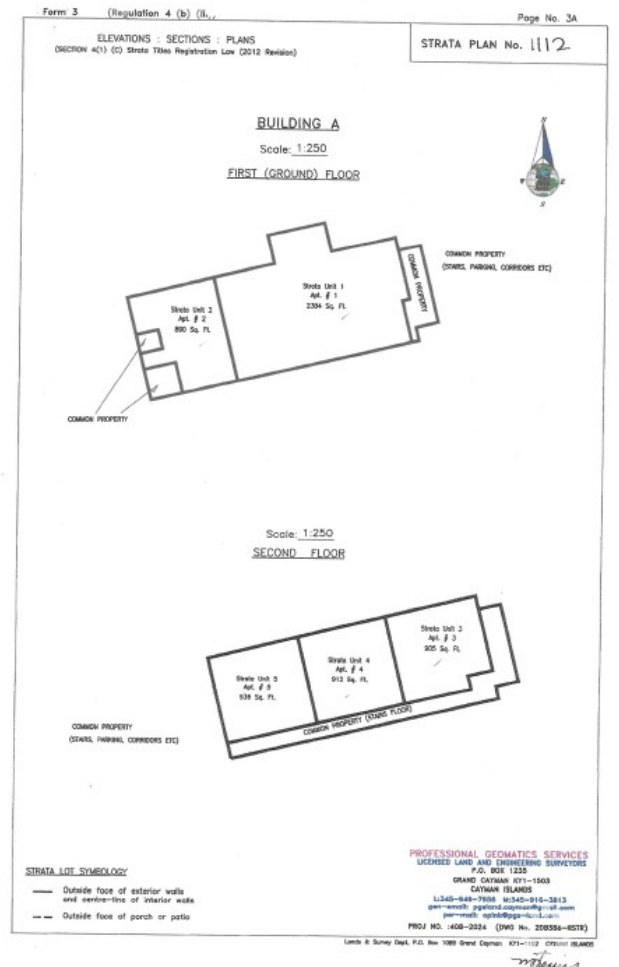 Form 3 (Regulation 4 (b) (ii,,
Page No. 3A
ELEVATIONS : SECTIONS : PLANS
(SECTION 4(1) (C) Strata Titles Registration Law (2012 Revision)
STRATA PLAN No. 1112
BUILDING A
Scale: 1:250
FIRST (GROUND) FLOOR
N
W E
S
COMMON PROPERTY
(STAIRS, PARKING, CORRIDORS ETC)
COMMON PROPERTY
Strata Unit 1
Apt. # 1
2384 Sq. Ft.
Strata Unit 2
Apt. # 2
890 Sq. Ft.
COMMON PROPERTY
Scale: 1:250
SECOND FLOOR
Strata Unit 3
Apt. # 3
905 Sq. Ft.
Strata Unit 4
Apt. # 4
912 Sq. Ft.
Strata Unit 5
Apt. # 5
938 Sq. Ft.
COMMON PROPERTY (STAIRS FLOOR)
COMMON PROPERTY
(STAIRS, PARKING, CORRIDORS ETC)
STRATA LOT SYMBOLOGY
Outside face of exterior walls
and centre-line of interior walls
Outside face of porch or patio
PROFESSIONAL GEOMATICS SERVICES
LICENSED LAND AND ENGINEERING SURVEYORS
P.O. BOX 1235
GRAND CAYMAN KY1-1503
CAYMAN ISLANDS
PROJ NO. :408-2024
Lands & Survey Dept, P.O. Box 1089 Grand Cayman KY1-1102 CAYMAN ISLANDS